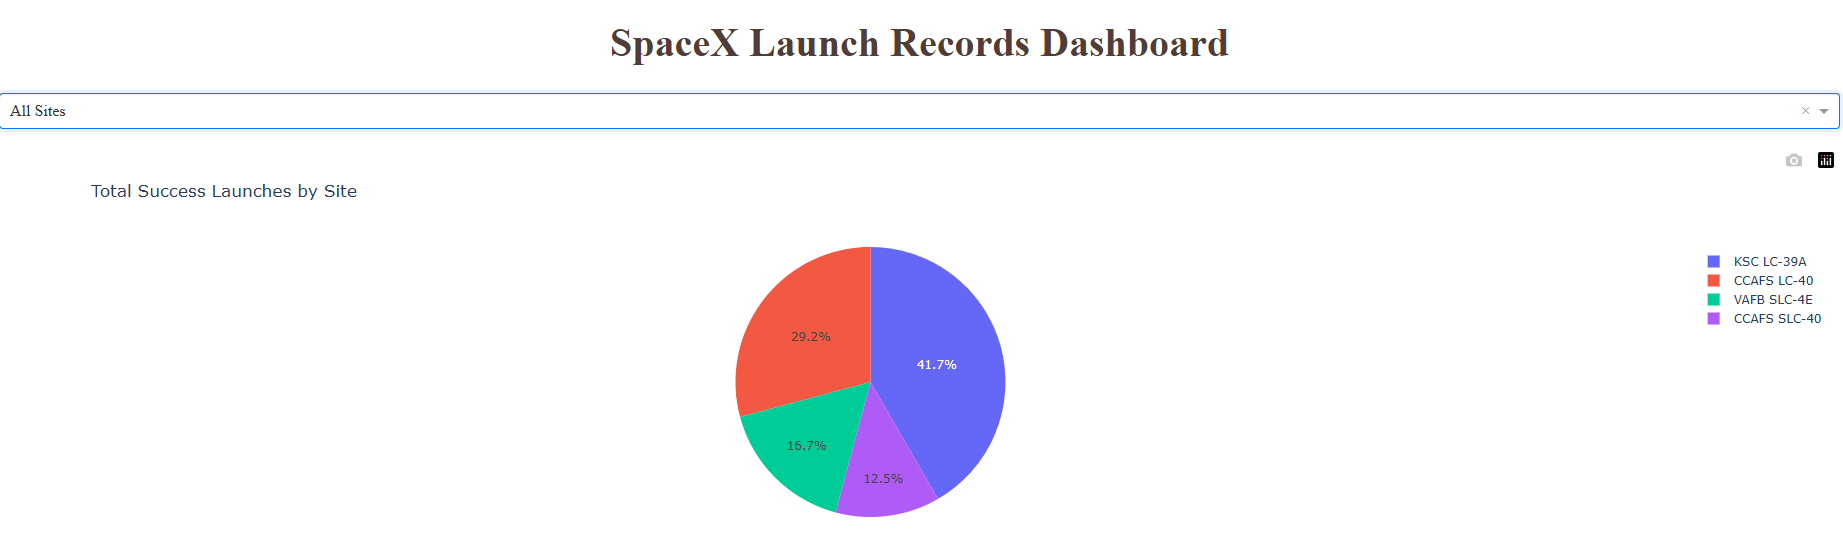 SpaceX Launch Records Dashboard
All Sites
Total Success Launches by Site
KSC LC-39A
CCAFS LC-40
VAFB SLC-4E
CCAFS SLC-40
29.2%
41.7%
16.7%
12.5%